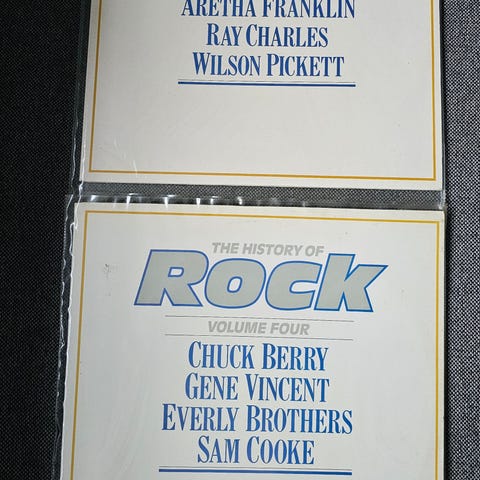 ARETHA FRANKLIN
RAY CHARLES
WILSON PICKETT
THE HISTORY OF
ROCK
VOLUME FOUR
CHUCK BERRY
GENE VINCENT
EVERLY BROTHERS
SAM COOKE